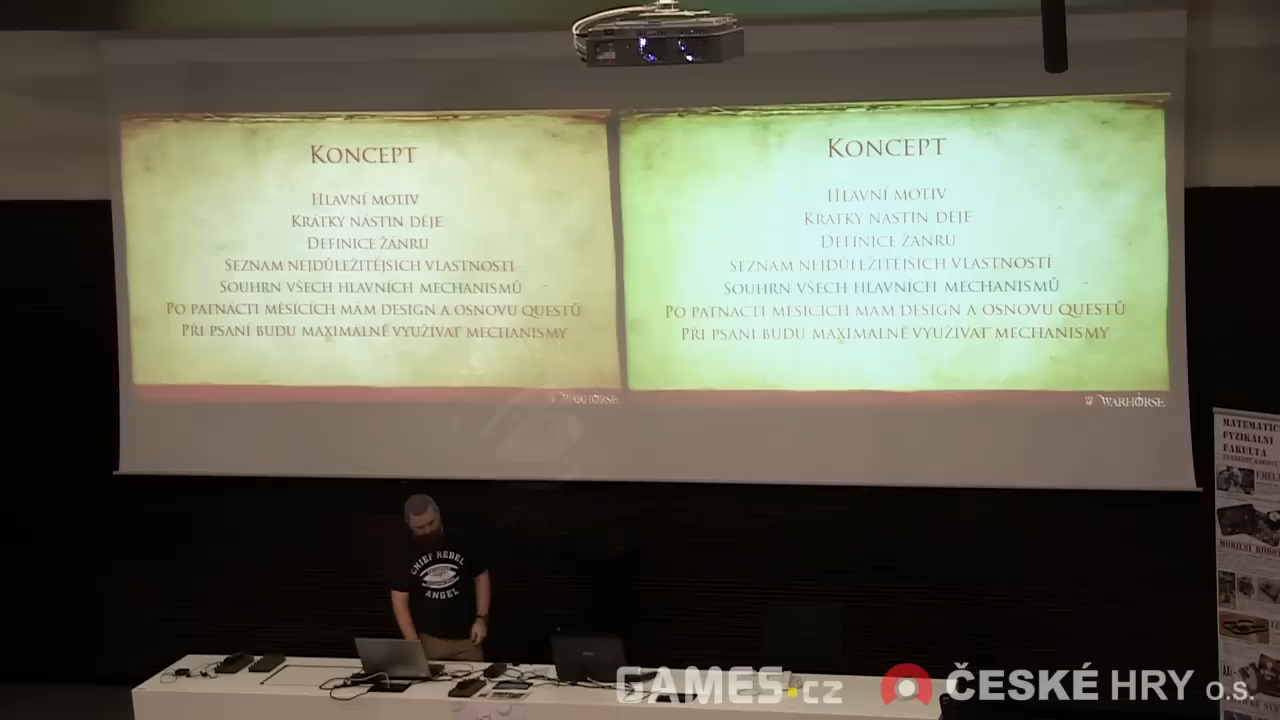 Koncept
Hlavní motiv
Krátký nástin děje
Definice žánru
Seznam nejdůležitějších vlastností
Souhrn všech hlavních mechanismů
Po patnácti měsících mám design a osnovu questů
Při psaní budu maximálně využívat mechanismy
WARHORSE
Koncept
Hlavní motiv
Krátký nástin děje
Definice žánru
Seznam nejdůležitějších vlastností
Souhrn všech hlavních mechanismů
Po patnácti měsících mám design a osnovu questů
Při psaní budu maximálně využívat mechanismy
WARHORSE
MATEMATIC
FYZIKÁLNÍ
FAKULTA
CHIEF REBEL
ANGEL
GAMES.cz
ČESKÉ HRY o.s.